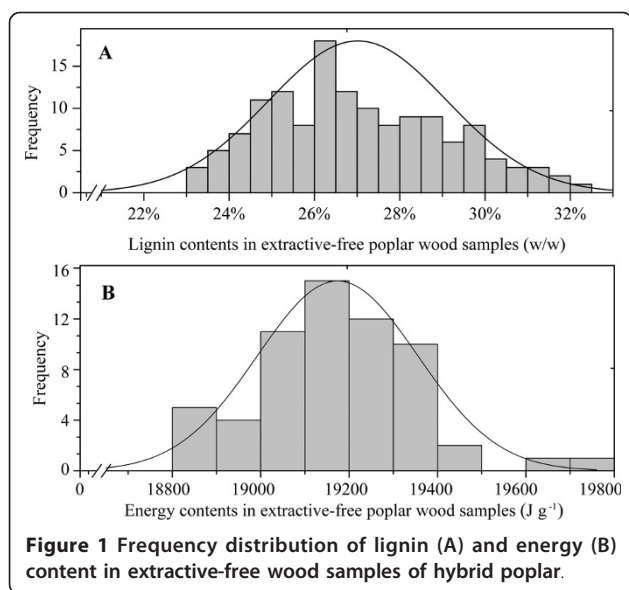 A
Frequency
15
10
5
0
0 22% 24% 26% 28% 30% 32%
Lignin contents in extractive-free poplar wood samples (w/w)
B
Frequency
16
12
8
4
0
0 18800 19000 19200 19400 19600 19800
Energy contents in extractive-free poplar wood samples (J g⁻¹)
Figure 1 Frequency distribution of lignin (A) and energy (B)
content in extractive-free wood samples of hybrid poplar.